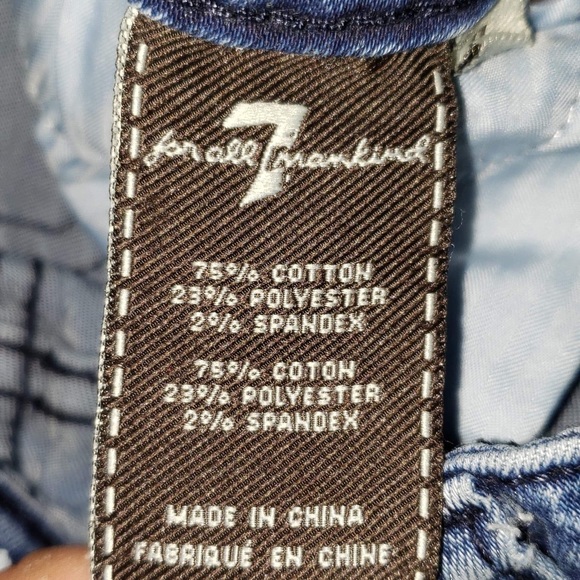 for all 7 mankind
75% COTTON
23% POLYESTER
2% SPANDEX
75% COTON
23% POLYESTER
2% SPANDEX
MADE IN CHINA
FABRIQUÉ EN CHINE